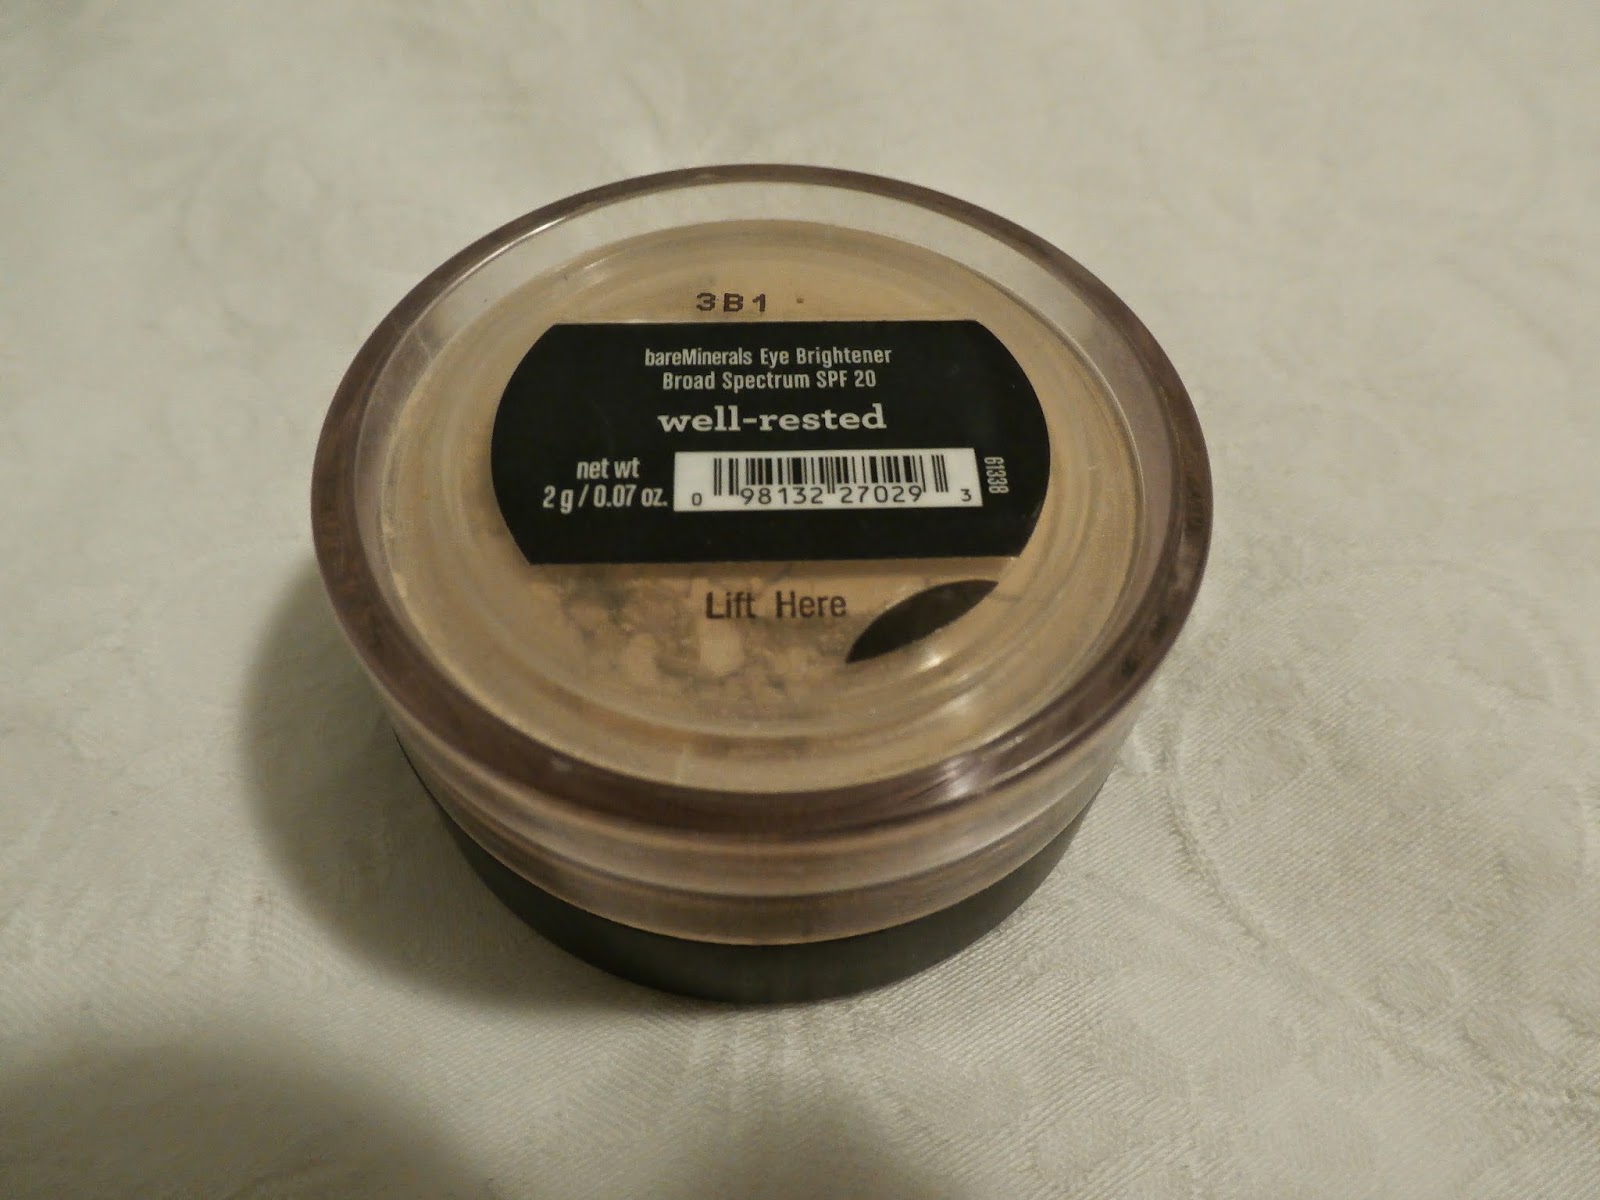 3B1
bareMinerals Eye Brightener
Broad Spectrum SPF 20
well-rested
net wt
2 g / 0.07 oz.
0 98132 27029 3
61338
Lift Here